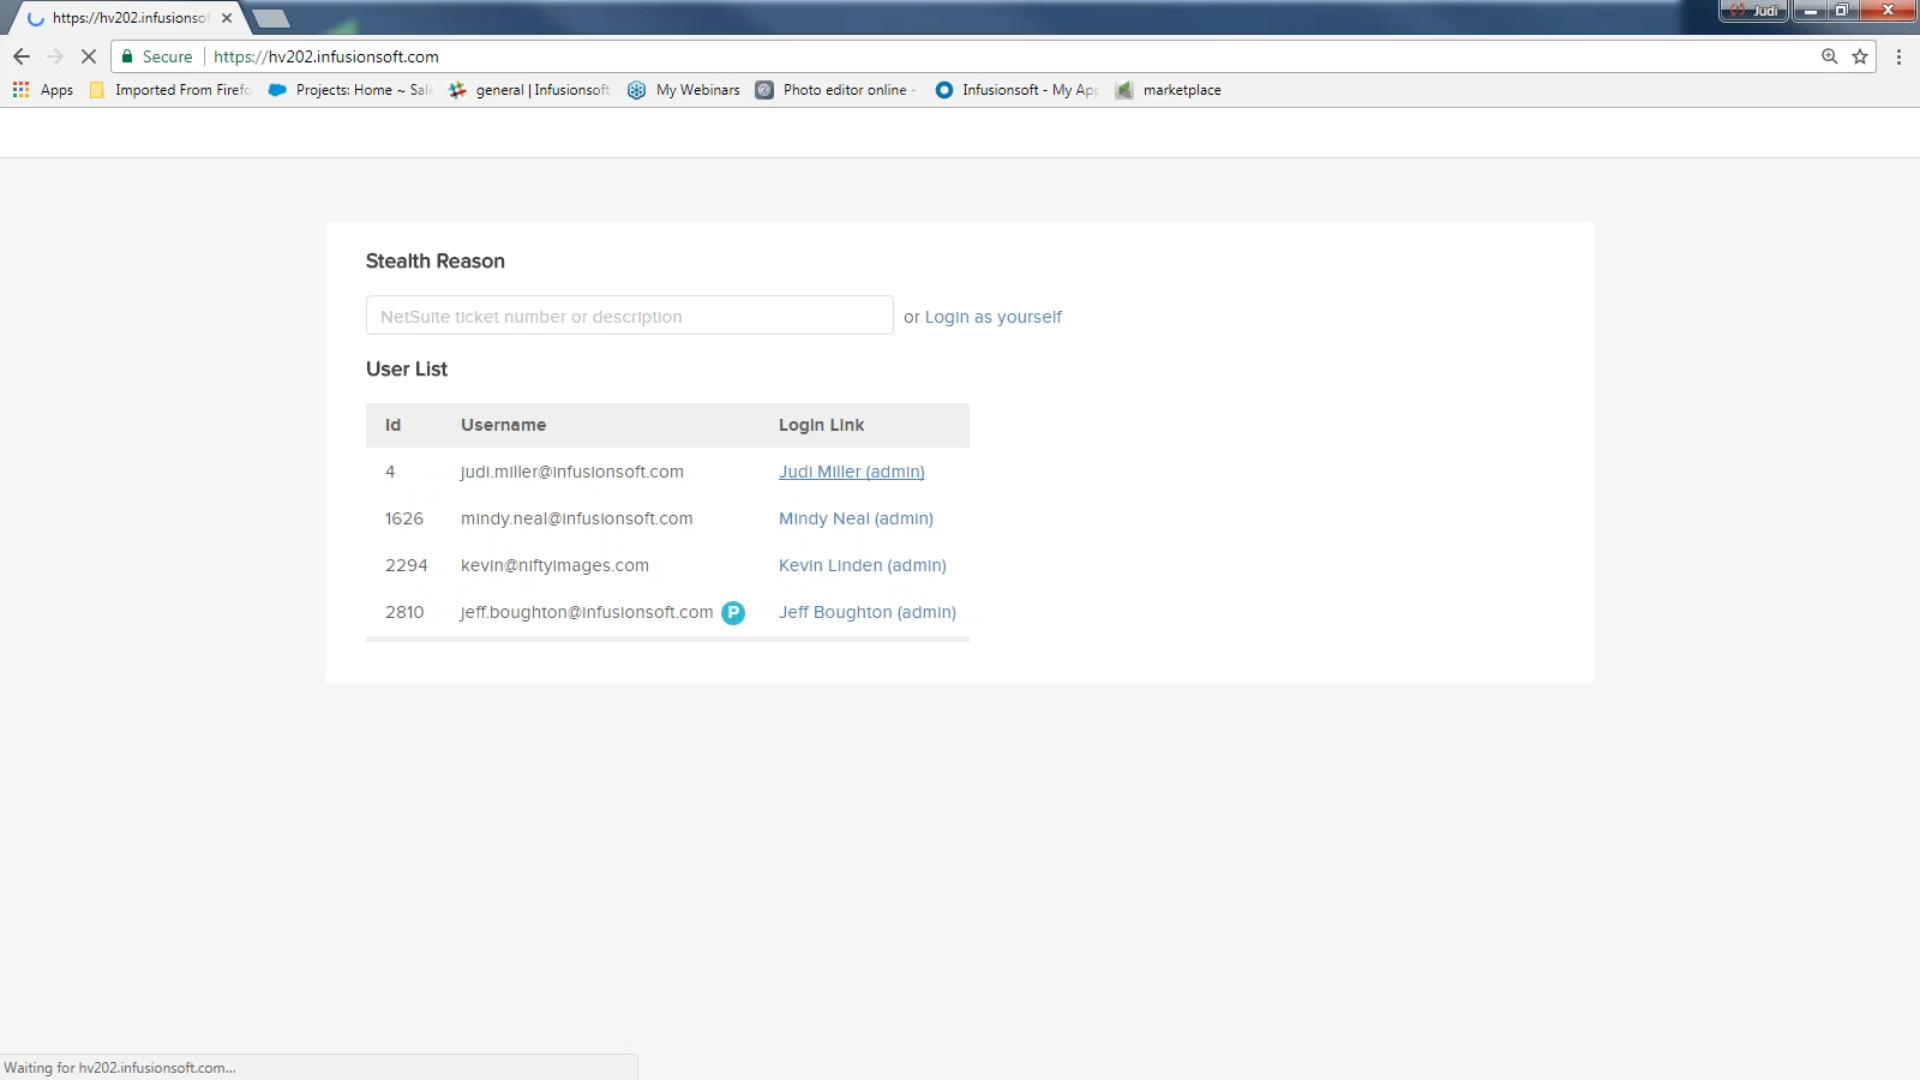 https://hv202.infusionsof
Judi
Secure https://hv202.infusionsoft.com
Apps Imported From Firefo Projects: Home ~ Sal general | Infusionsoft My Webinars Photo editor online - Infusionsoft - My App marketplace
Stealth Reason
NetSuite ticket number or description or Login as yourself
User List
Id Username Login Link
4 judi.miller@infusionsoft.com Judi Miller (admin)
1626 mindy.neal@infusionsoft.com Mindy Neal (admin)
2294 kevin@niftyimages.com Kevin Linden (admin)
2810 jeff.boughton@infusionsoft.com P Jeff Boughton (admin)
Waiting for hv202.infusionsoft.com...